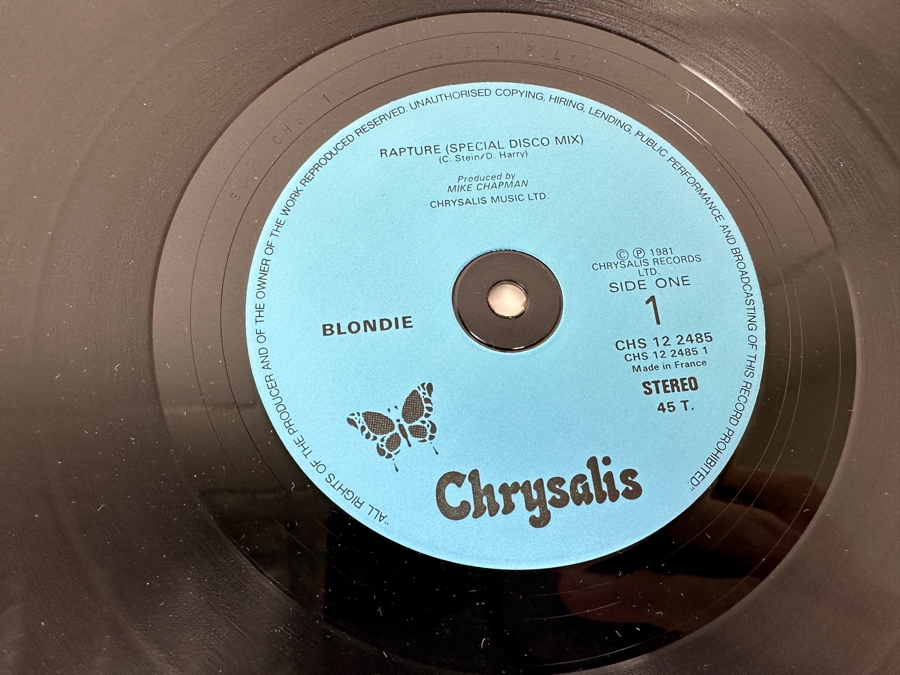 "ALL RIGHTS OF THE PRODUCER AND OF THE OWNER OF THE WORK REPRODUCED RESERVED. UNAUTHORISED COPYING, HIRING, LENDING, PUBLIC PERFORMANCE AND BROADCASTING OF THIS RECORD PROHIBITED"
RAPTURE (SPECIAL DISCO MIX)
(C. Stein/D. Harry)
Produced by
MIKE CHAPMAN
CHRYSALIS MUSIC LTD.
BLONDIE
© ℗ 1981
CHRYSALIS RECORDS
LTD.
SIDE ONE
1
CHS 12 2485
CHS 12 2485 1
Made in France
STEREO
45 T.
Chrysalis